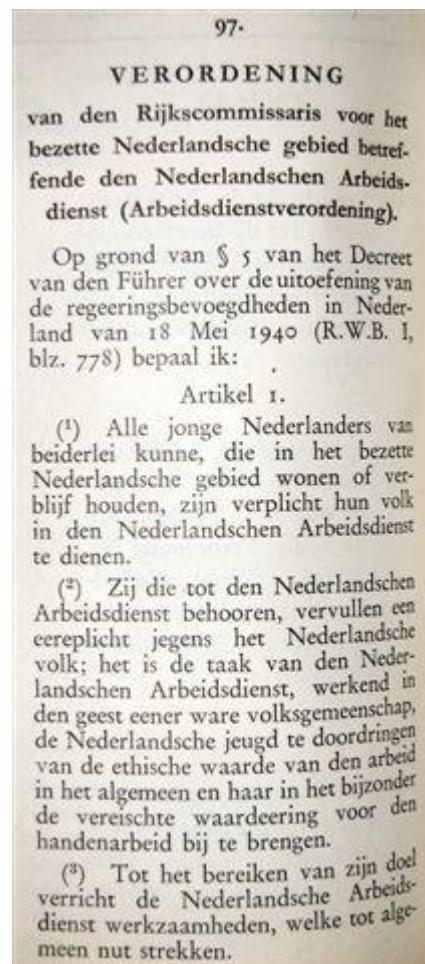 97.
VERORDENING
van den Rijkscommissaris voor het
bezette Nederlandsche gebied betref-
fende den Nederlandschen Arbeids-
dienst (Arbeidsdienstverordening).
Op grond van § 5 van het Decreet
van den Führer over de uitoefening van
de regeeringsbevoegdheden in Neder-
land van 18 Mei 1940 (R.W.B. I,
blz. 778) bepaal ik:
Artikel 1.
(¹) Alle jonge Nederlanders van
beiderlei kunne, die in het bezette
Nederlandsche gebied wonen of ver-
blijf houden, zijn verplicht hun volk
in den Nederlandschen Arbeidsdienst
te dienen.
(²) Zij die tot den Nederlandschen
Arbeidsdienst behooren, vervullen een
eereplicht jegens het Nederlandsche
volk; het is de taak van den Neder-
landschen Arbeidsdienst, werkend in
den geest eener ware volksgemeenschap,
de Nederlandsche jeugd te doordringen
van de ethische waarde van den arbeid
in het algemeen en haar in het bijzonder
de vereischte waardeering voor den
handenarbeid bij te brengen.
(³) Tot het bereiken van zijn doel
verricht de Nederlandsche Arbeids-
dienst werkzaamheden, welke tot alge-
meen nut strekken.